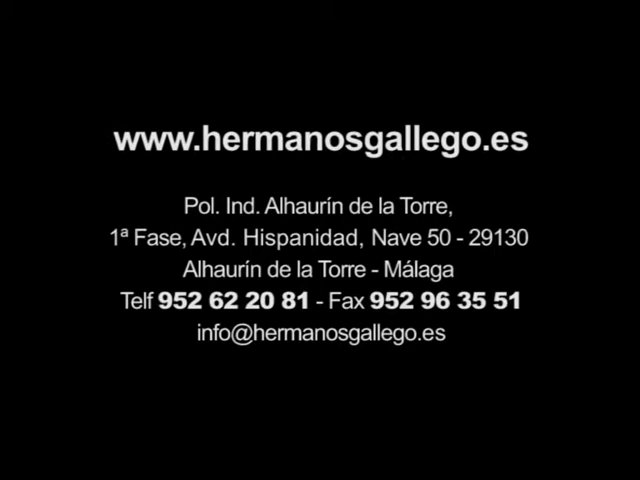 www.hermanosgallego.es
Pol. Ind. Alhaurín de la Torre,
1ª Fase, Avd. Hispanidad, Nave 50 - 29130
Alhaurín de la Torre - Málaga
Telf 952 62 20 81 - Fax 952 96 35 51
info@hermanosgallego.es